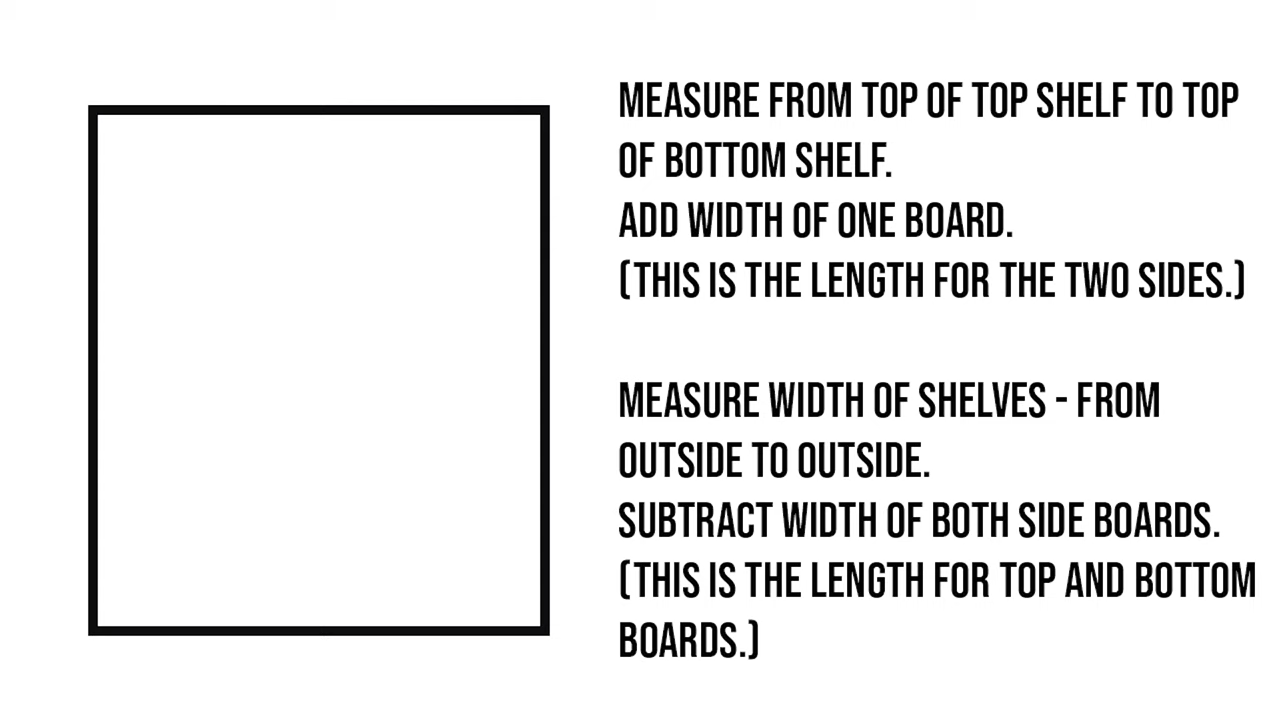 MEASURE FROM TOP OF TOP SHELF TO TOP
OF BOTTOM SHELF.
ADD WIDTH OF ONE BOARD.
(THIS IS THE LENGTH FOR THE TWO SIDES.)
MEASURE WIDTH OF SHELVES - FROM
OUTSIDE TO OUTSIDE.
SUBTRACT WIDTH OF BOTH SIDE BOARDS.
(THIS IS THE LENGTH FOR TOP AND BOTTOM
BOARDS.)